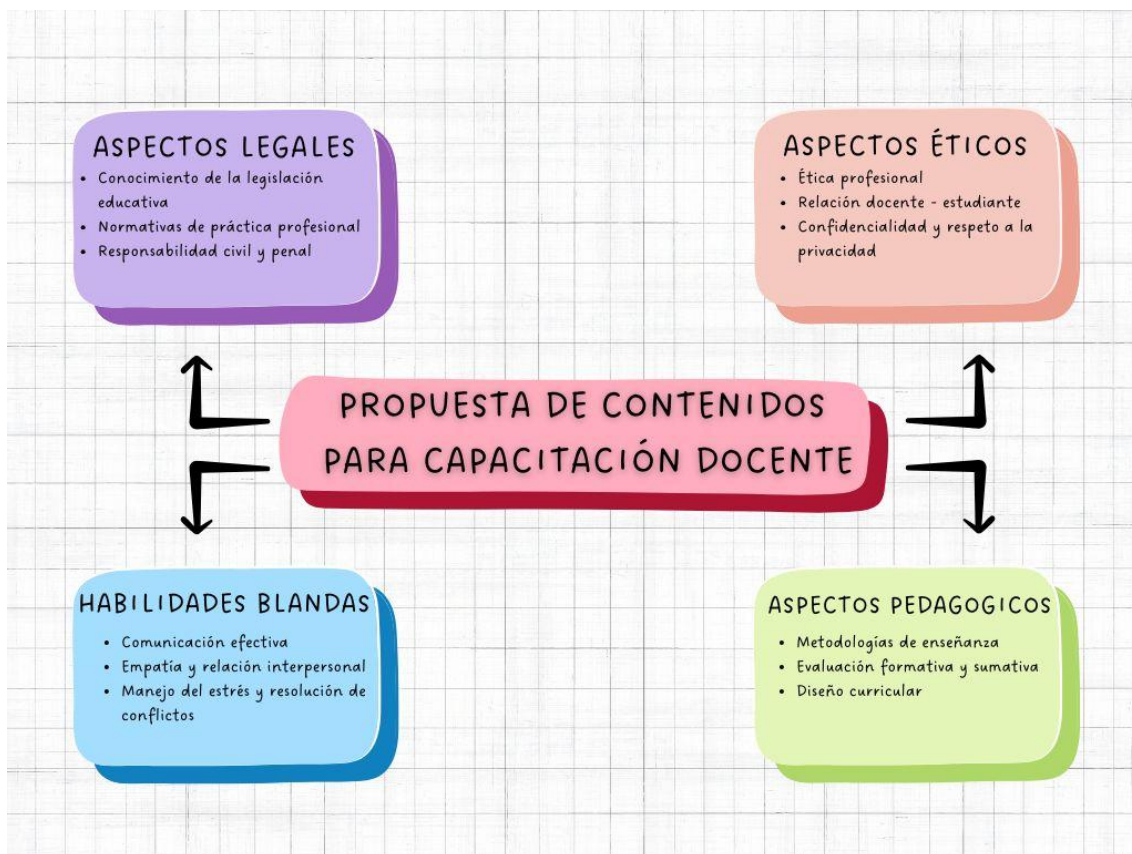 ASPECTOS LEGALES
• Conocimiento de la legislación
educativa
• Normativas de práctica profesional
• Responsabilidad civil y penal
ASPECTOS ÉTICOS
• Ética profesional
• Relación docente - estudiante
• Confidencialidad y respeto a la
privacidad
PROPUESTA DE CONTENIDOS
PARA CAPACITACIÓN DOCENTE
HABILIDADES BLANDAS
• Comunicación efectiva
• Empatía y relación interpersonal
• Manejo del estrés y resolución de
conflictos
ASPECTOS PEDAGOGICOS
• Metodologías de enseñanza
• Evaluación formativa y sumativa
• Diseño curricular